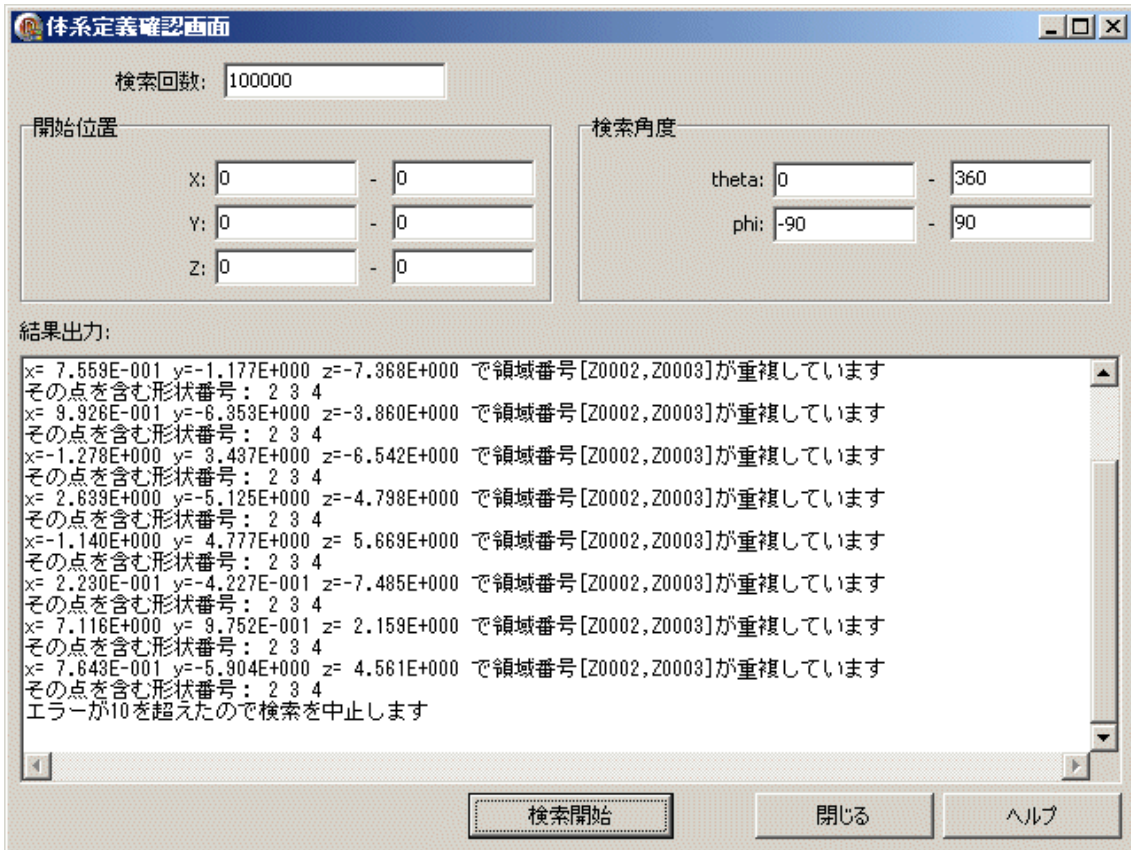 体系定義確認画面
検索回数: 100000
開始位置
X: 0 - 0
Y: 0 - 0
Z: 0 - 0
検索角度
theta: 0 - 360
phi: -90 - 90
結果出力:
x= 7.559E-001 y=-1.177E+000 z=-7.368E+000 で領域番号[Z0002,Z0003]が重複しています
その点を含む形状番号: 2 3 4
x= 9.926E-001 y=-6.353E+000 z=-3.860E+000 で領域番号[Z0002,Z0003]が重複しています
その点を含む形状番号: 2 3 4
x=-1.278E+000 y= 3.437E+000 z=-6.542E+000 で領域番号[Z0002,Z0003]が重複しています
その点を含む形状番号: 2 3 4
x= 2.639E+000 y=-5.125E+000 z=-4.798E+000 で領域番号[Z0002,Z0003]が重複しています
その点を含む形状番号: 2 3 4
x=-1.140E+000 y= 4.777E+000 z= 5.669E+000 で領域番号[Z0002,Z0003]が重複しています
その点を含む形状番号: 2 3 4
x= 2.230E-001 y=-4.227E-001 z=-7.485E+000 で領域番号[Z0002,Z0003]が重複しています
その点を含む形状番号: 2 3 4
x= 7.116E+000 y= 9.752E-001 z= 2.159E+000 で領域番号[Z0002,Z0003]が重複しています
その点を含む形状番号: 2 3 4
x= 7.643E-001 y=-5.904E+000 z= 4.561E+000 で領域番号[Z0002,Z0003]が重複しています
その点を含む形状番号: 2 3 4
エラーが10を超えたので検索を中止します
検索開始 閉じる ヘルプ